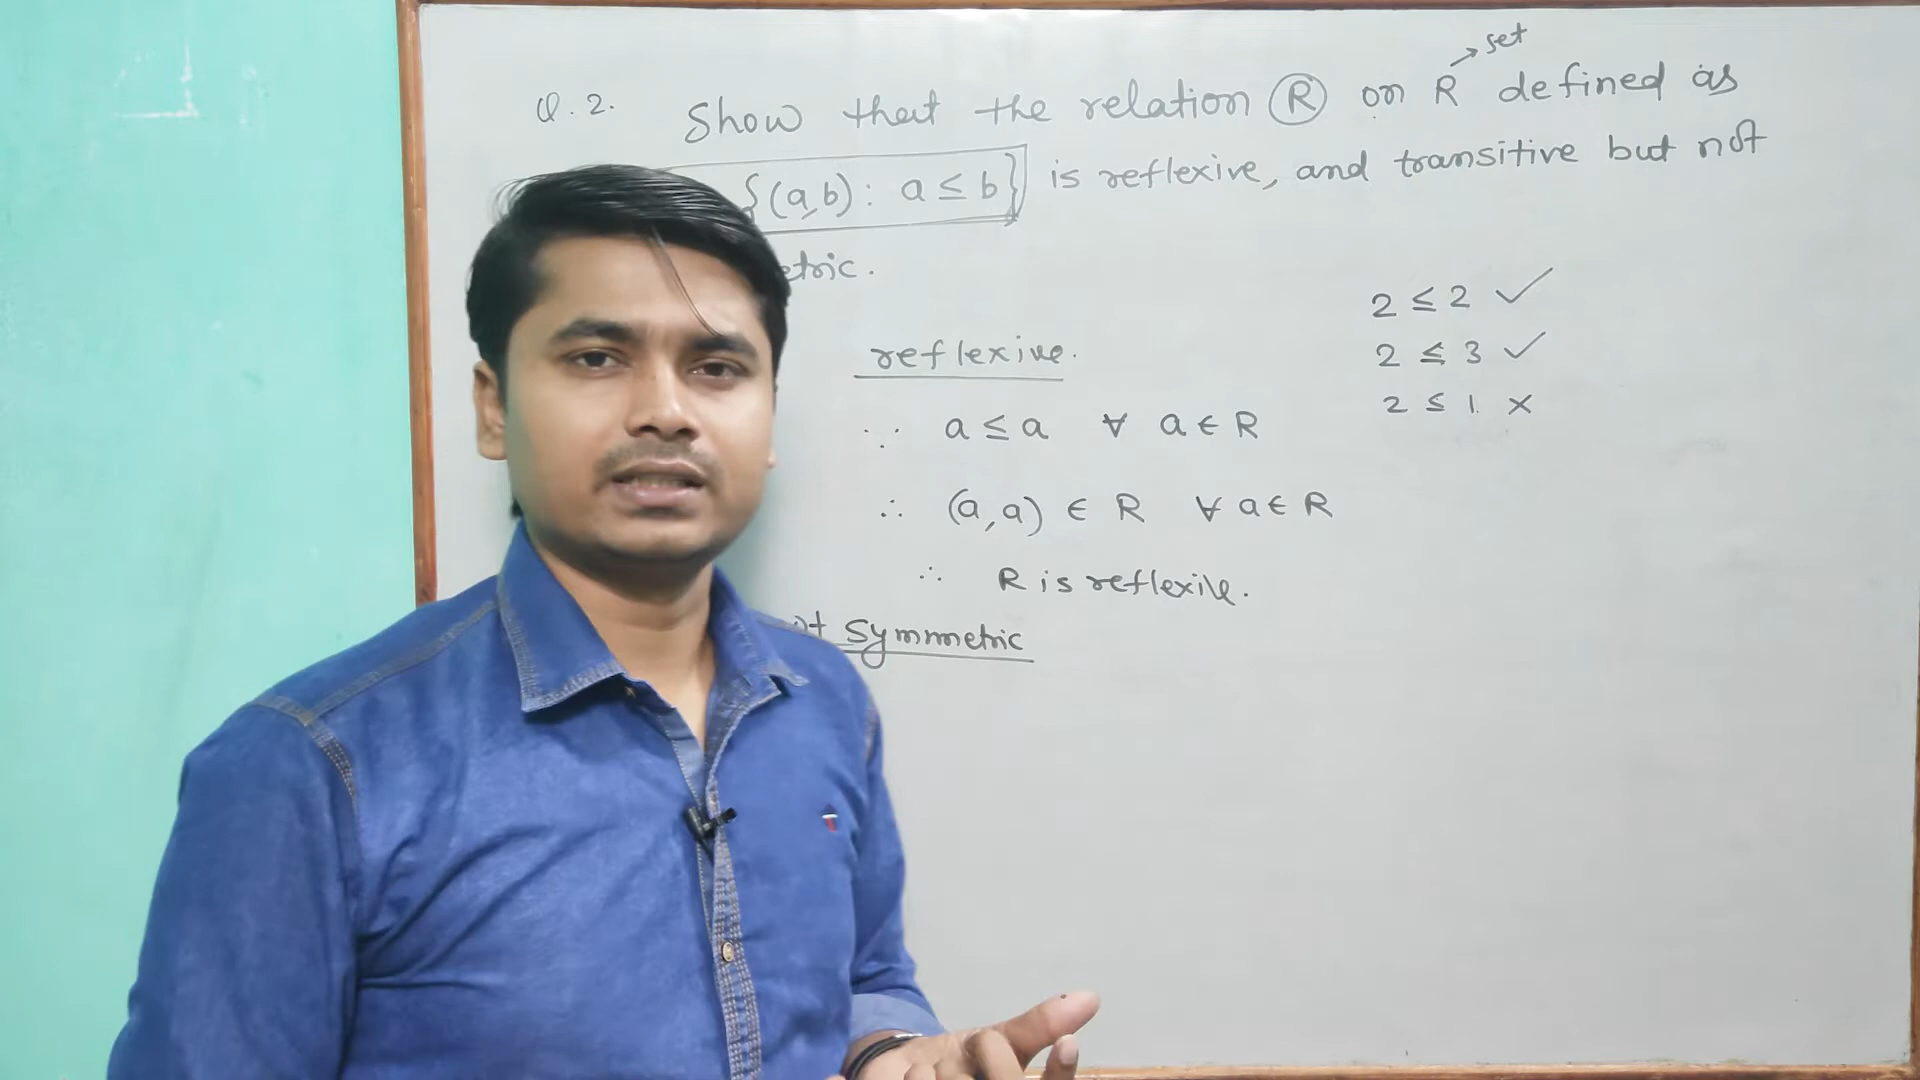 set
Q.2. Show that the relation R on R defined as
{(a,b): a ≤ b} is reflexive, and transitive but not
etric.
2 ≤ 2 ✓
2 ≤ 3 ✓
2 ≤ 1. ×
reflexive.
∵ a ≤ a ∀ a ∈ R
∴ (a,a) ∈ R ∀ a ∈ R
∴ R is reflexive.
ot Symmetric